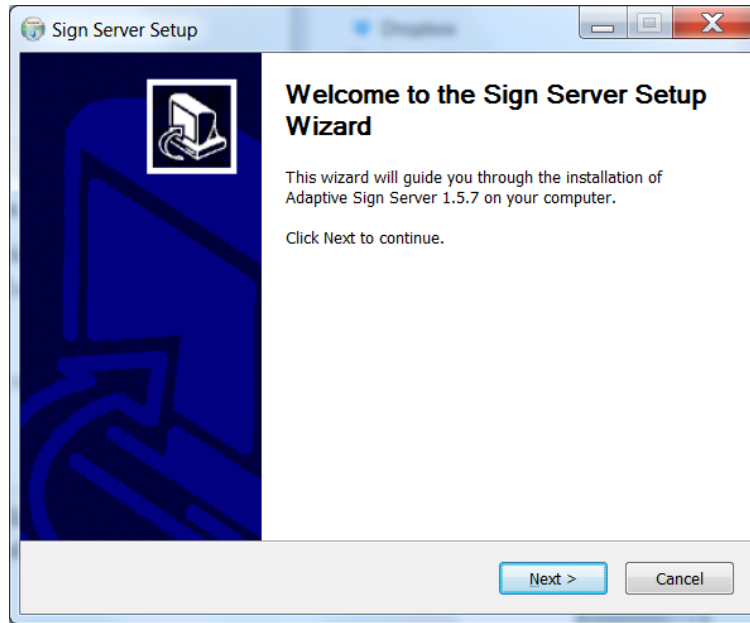 Sign Server Setup
Dropbox
Welcome to the Sign Server Setup
Wizard
This wizard will guide you through the installation of
Adaptive Sign Server 1.5.7 on your computer.
Click Next to continue.
Next >
Cancel